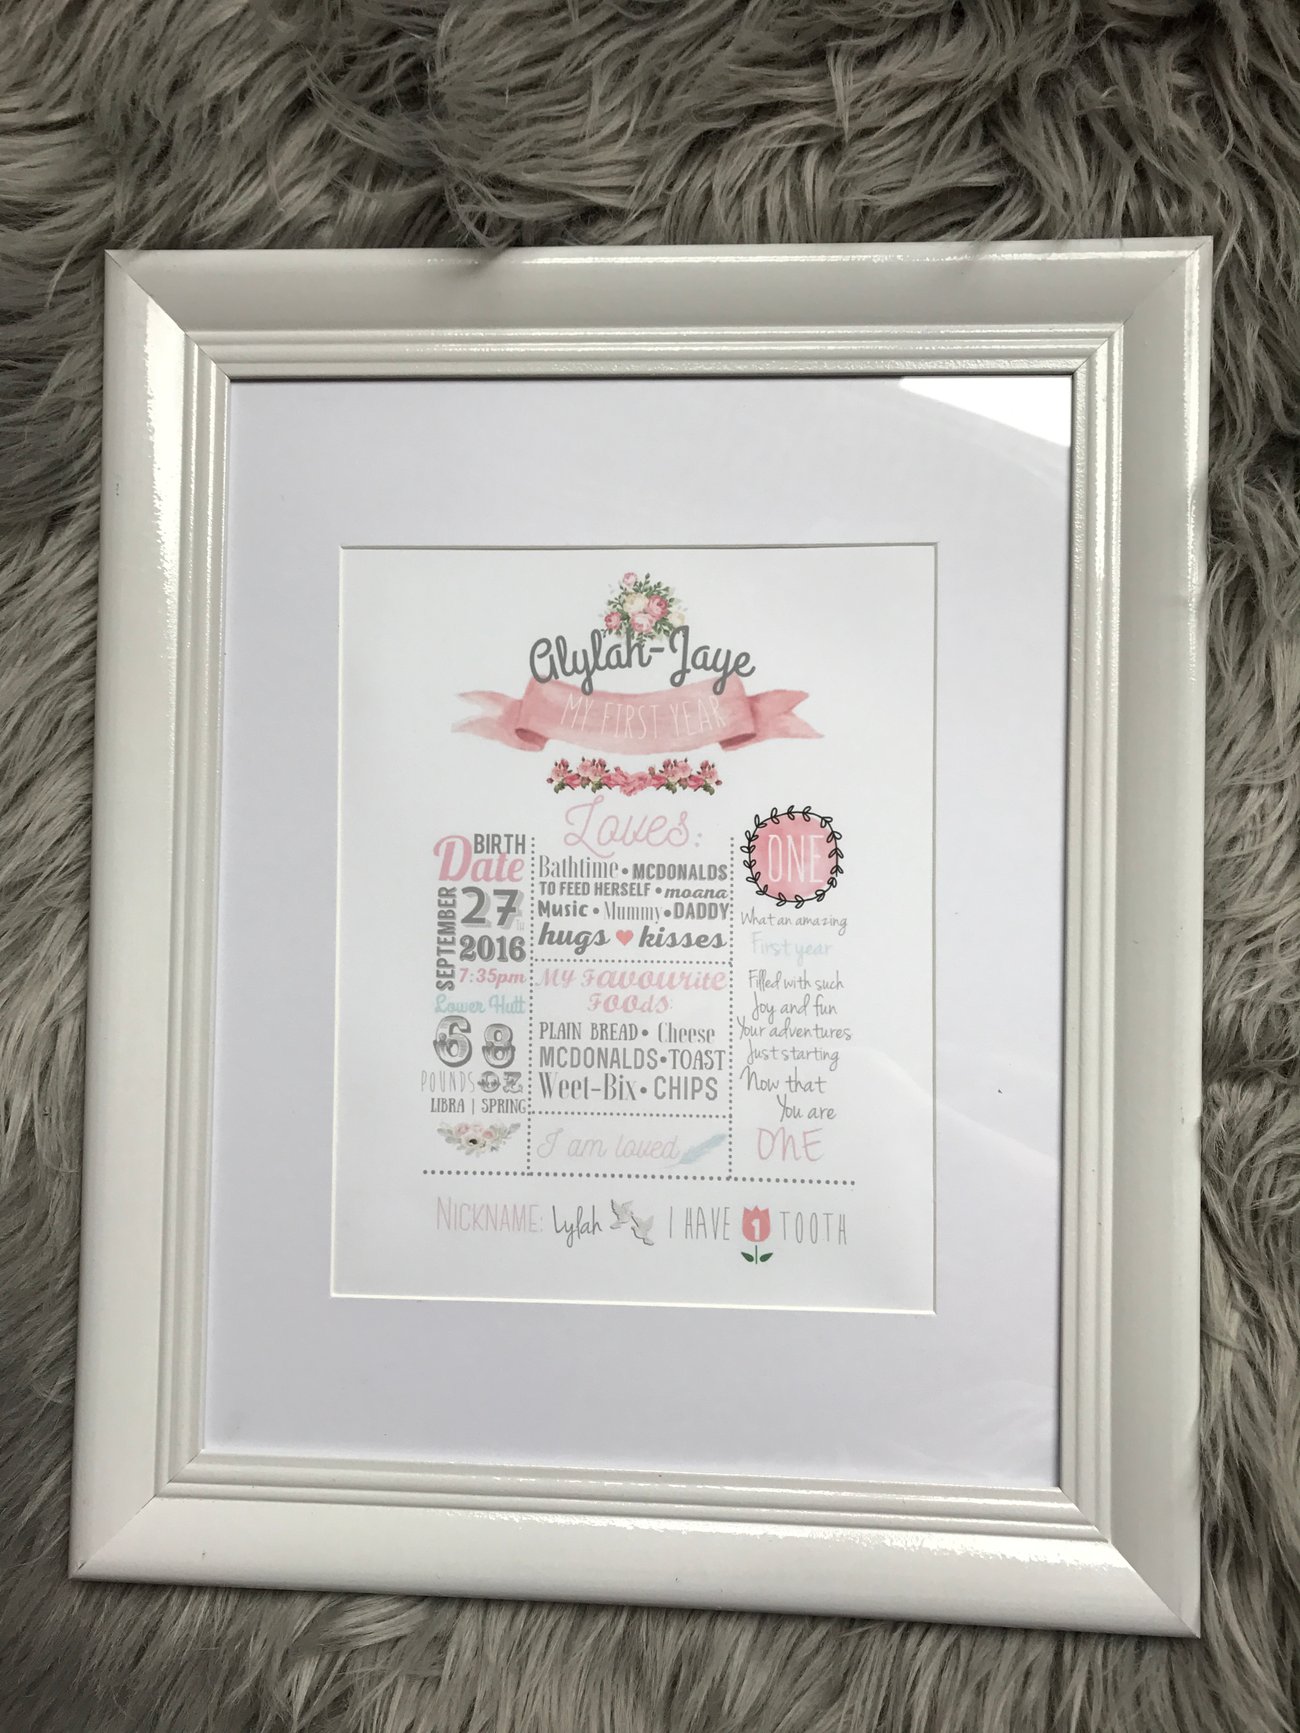 Alylah-Jaye
MY FIRST YEAR
BIRTH
Date
SEPTEMBER
27TH
2016
7:35pm
Lower Hutt
6 8
POUNDS OZ
LIBRA | SPRING
Loves:
Bathtime • MCDONALDS
TO FEED HERSELF • moana
Music • Mummy • DADDY
hugs ♥ kisses
My Favourite
Foods:
PLAIN BREAD • Cheese
MCDONALDS • TOAST
Weet-Bix • CHIPS
I am loved
ONE
What an amazing
First year
Filled with such
Joy and fun
Your adventures
Just starting
Now that
You are
ONE
NICKNAME: Lylah I HAVE 1 TOOTH